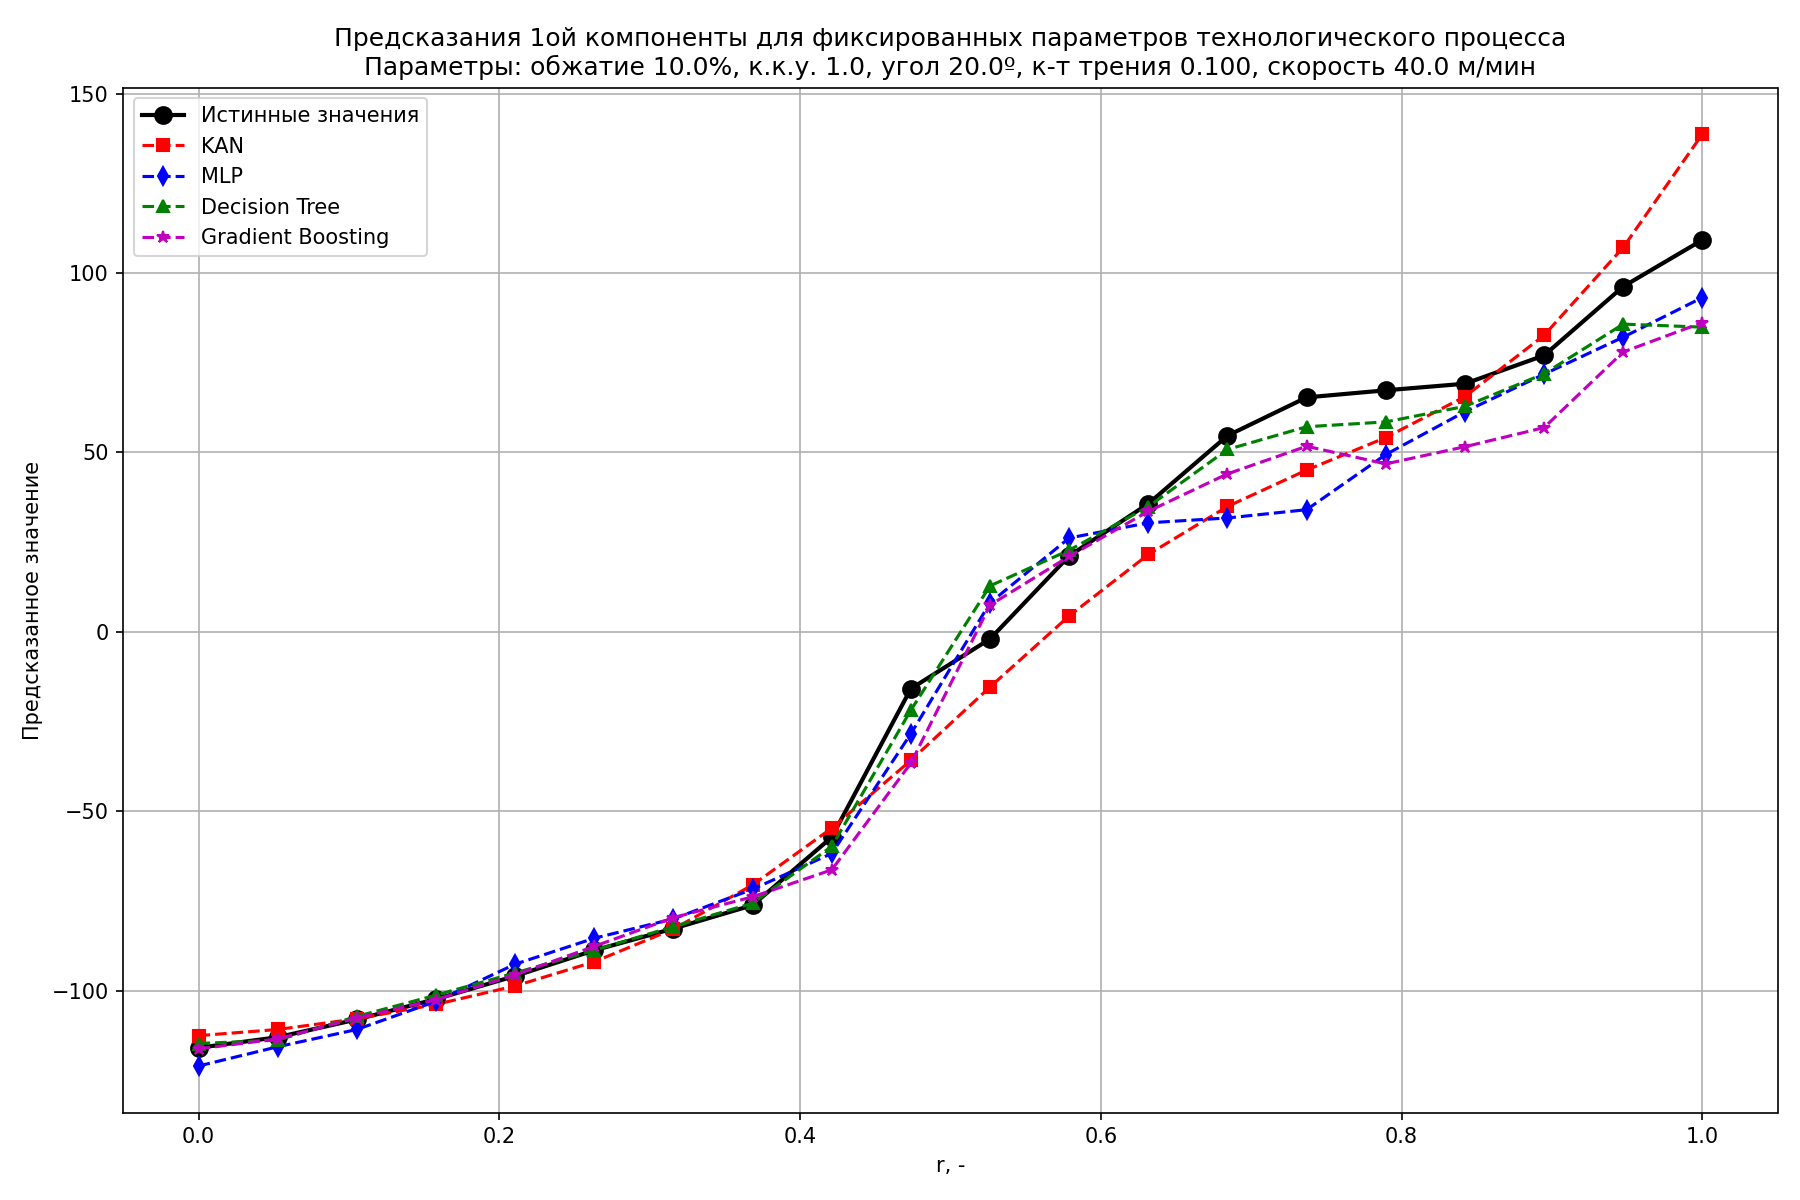 Предсказания 1ой компоненты для фиксированных параметров технологического процесса
Параметры: обжатие 10.0%, к.к.у. 1.0, угол 20.0º, к-т трения 0.100, скорость 40.0 м/мин
Истинные значения
KAN
MLP
Decision Tree
Gradient Boosting
Предсказанное значение
150
100
50
0
−50
−100
0.0
0.2
0.4
0.6
0.8
1.0
r, -